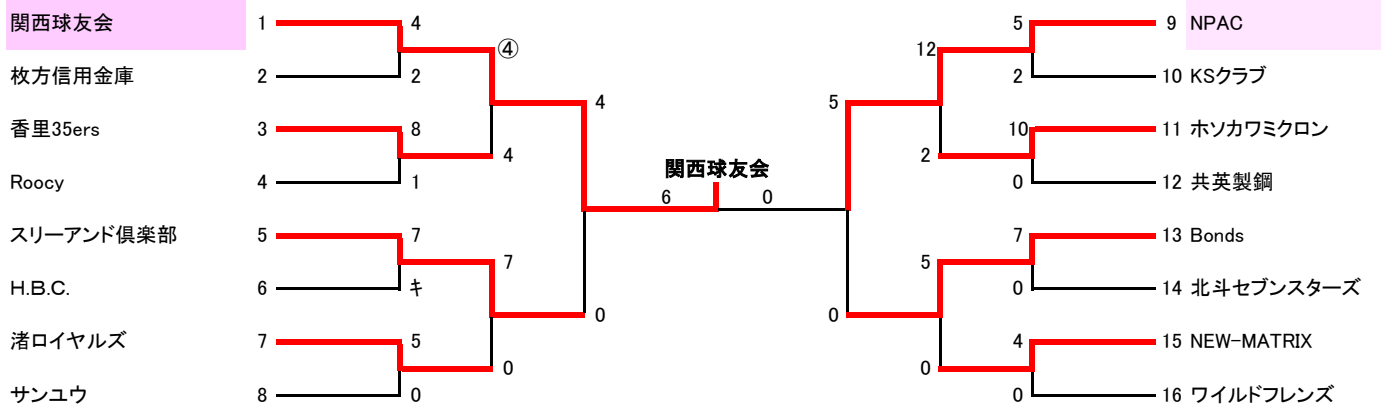 関西球友会 1 4 5 9 NPAC
④ 12
枚方信用金庫 2 2 2 10 KSクラブ
4 5
香里35ers 3 8 10 11 ホソカワミクロン
4 2
関西球友会
Roocy 4 1 0 12 共英製鋼
6 0
スリーアンド倶楽部 5 7 7 13 Bonds
7 5
H.B.C. 6 キ 0 14 北斗セブンスターズ
0 0
渚ロイヤルズ 7 5 4 15 NEW-MATRIX
0 0
サンユウ 8 0 0 16 ワイルドフレンズ